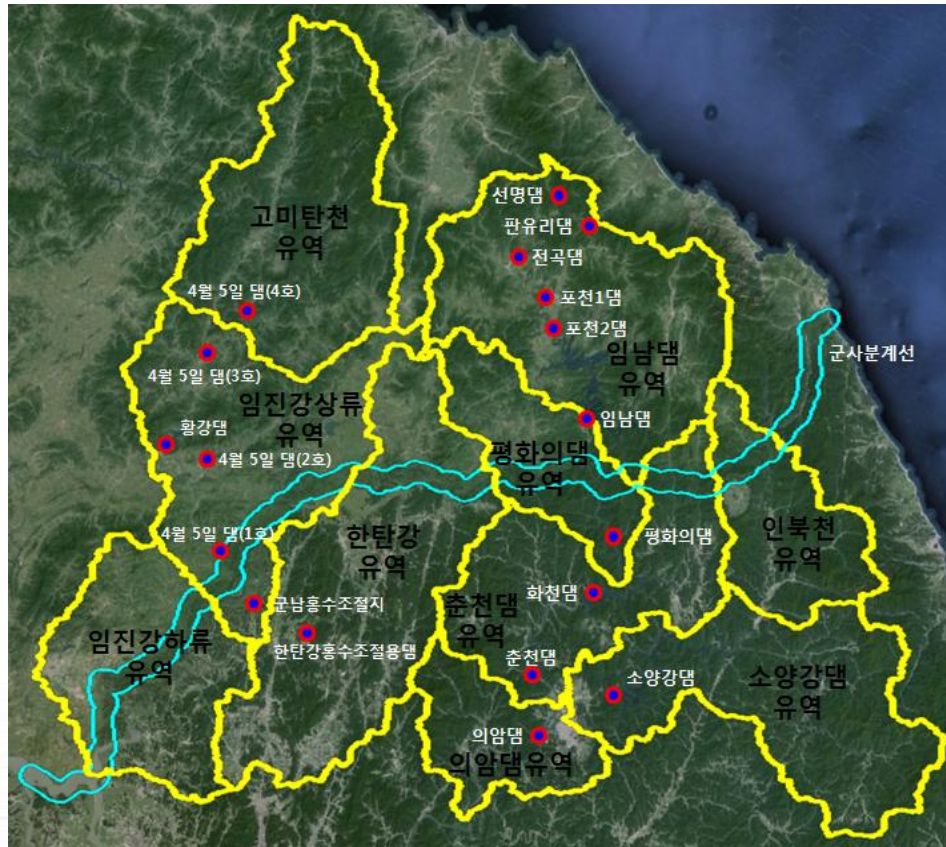 선명댐
판유리댐
고미탄천
유역
전곡댐
4월 5일 댐(4호)
포천1댐
포천2댐
임남댐
유역
군사분계선
4월 5일 댐(3호)
임진강상류
유역
임남댐
황강댐
4월 5일 댐(2호)
평화의댐
유역
4월 5일 댐(1호)
한탄강
유역
평화의댐
인북천
유역
군남홍수조절지
화천댐
춘천댐
유역
임진강하류
유역
한탄강홍수조절용댐
춘천댐
소양강댐
소양강댐
유역
의암댐
의암댐유역